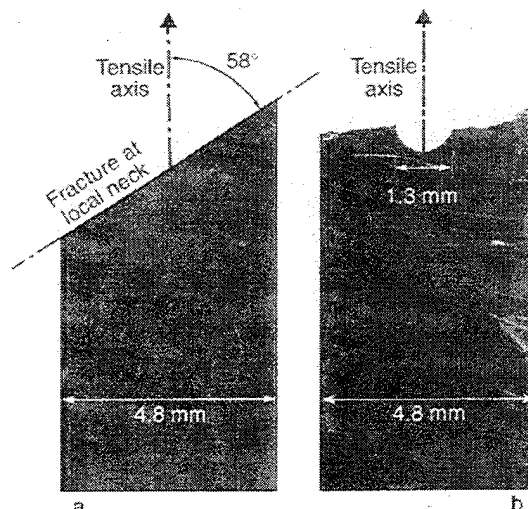 Tensile
axis
58°
Fracture at
local neck
4.8 mm
a
Tensile
axis
1.3 mm
4.8 mm
b